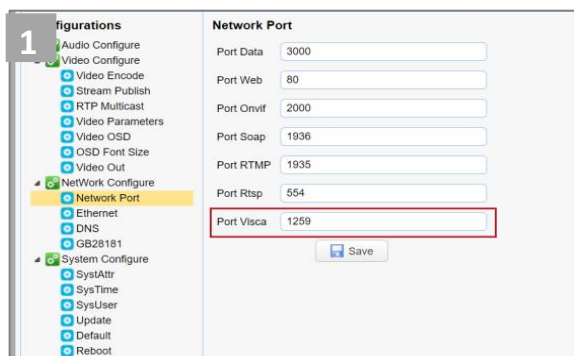 1
figurations
Audio Configure
Video Configure
Video Encode
Stream Publish
RTP Multicast
Video Parameters
Video OSD
OSD Font Size
Video Out
NetWork Configure
Network Port
Ethernet
DNS
GB28181
System Configure
SystAttr
SysTime
SysUser
Update
Default
Reboot
Network Port
Port Data 3000
Port Web 80
Port Onvif 2000
Port Soap 1936
Port RTMP 1935
Port Rtsp 554
Port Visca 1259
Save